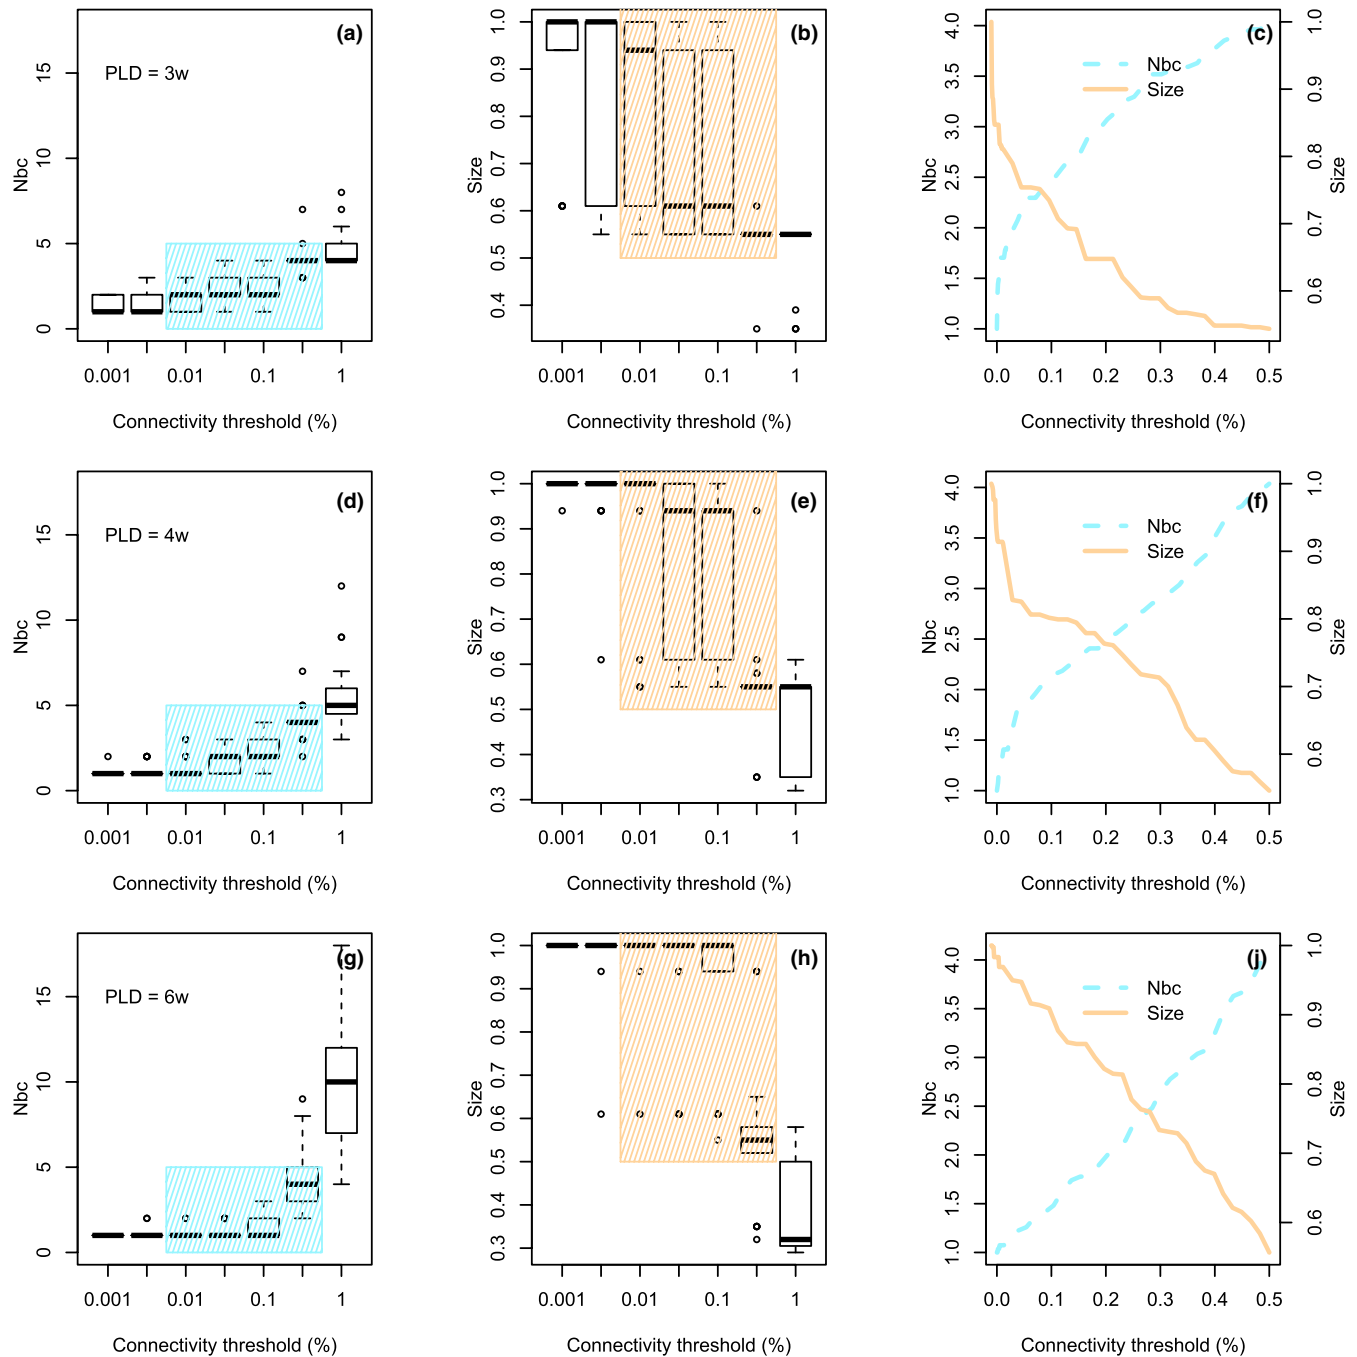 (a)
PLD = 3w
Nbc
0 5 10 15
0.001 0.01 0.1 1
Connectivity threshold (%)
(b)
Size
0.4 0.5 0.6 0.7 0.8 0.9 1.0
0.001 0.01 0.1 1
Connectivity threshold (%)
(c)
Nbc
Size
Nbc
1.0 1.5 2.0 2.5 3.0 3.5 4.0
Size
0.6 0.7 0.8 0.9 1.0
0.0 0.1 0.2 0.3 0.4 0.5
Connectivity threshold (%)
(d)
PLD = 4w
Nbc
0 5 10 15
0.001 0.01 0.1 1
Connectivity threshold (%)
(e)
Size
0.3 0.4 0.5 0.6 0.7 0.8 0.9 1.0
0.001 0.01 0.1 1
Connectivity threshold (%)
(f)
Nbc
Size
Nbc
1.0 1.5 2.0 2.5 3.0 3.5 4.0
Size
0.6 0.7 0.8 0.9 1.0
0.0 0.1 0.2 0.3 0.4 0.5
Connectivity threshold (%)
(g)
PLD = 6w
Nbc
0 5 10 15
0.001 0.01 0.1 1
Connectivity threshold (%)
(h)
Size
0.3 0.4 0.5 0.6 0.7 0.8 0.9 1.0
0.001 0.01 0.1 1
Connectivity threshold (%)
(j)
Nbc
Size
Nbc
1.0 1.5 2.0 2.5 3.0 3.5 4.0
Size
0.6 0.7 0.8 0.9 1.0
0.0 0.1 0.2 0.3 0.4 0.5
Connectivity threshold (%)